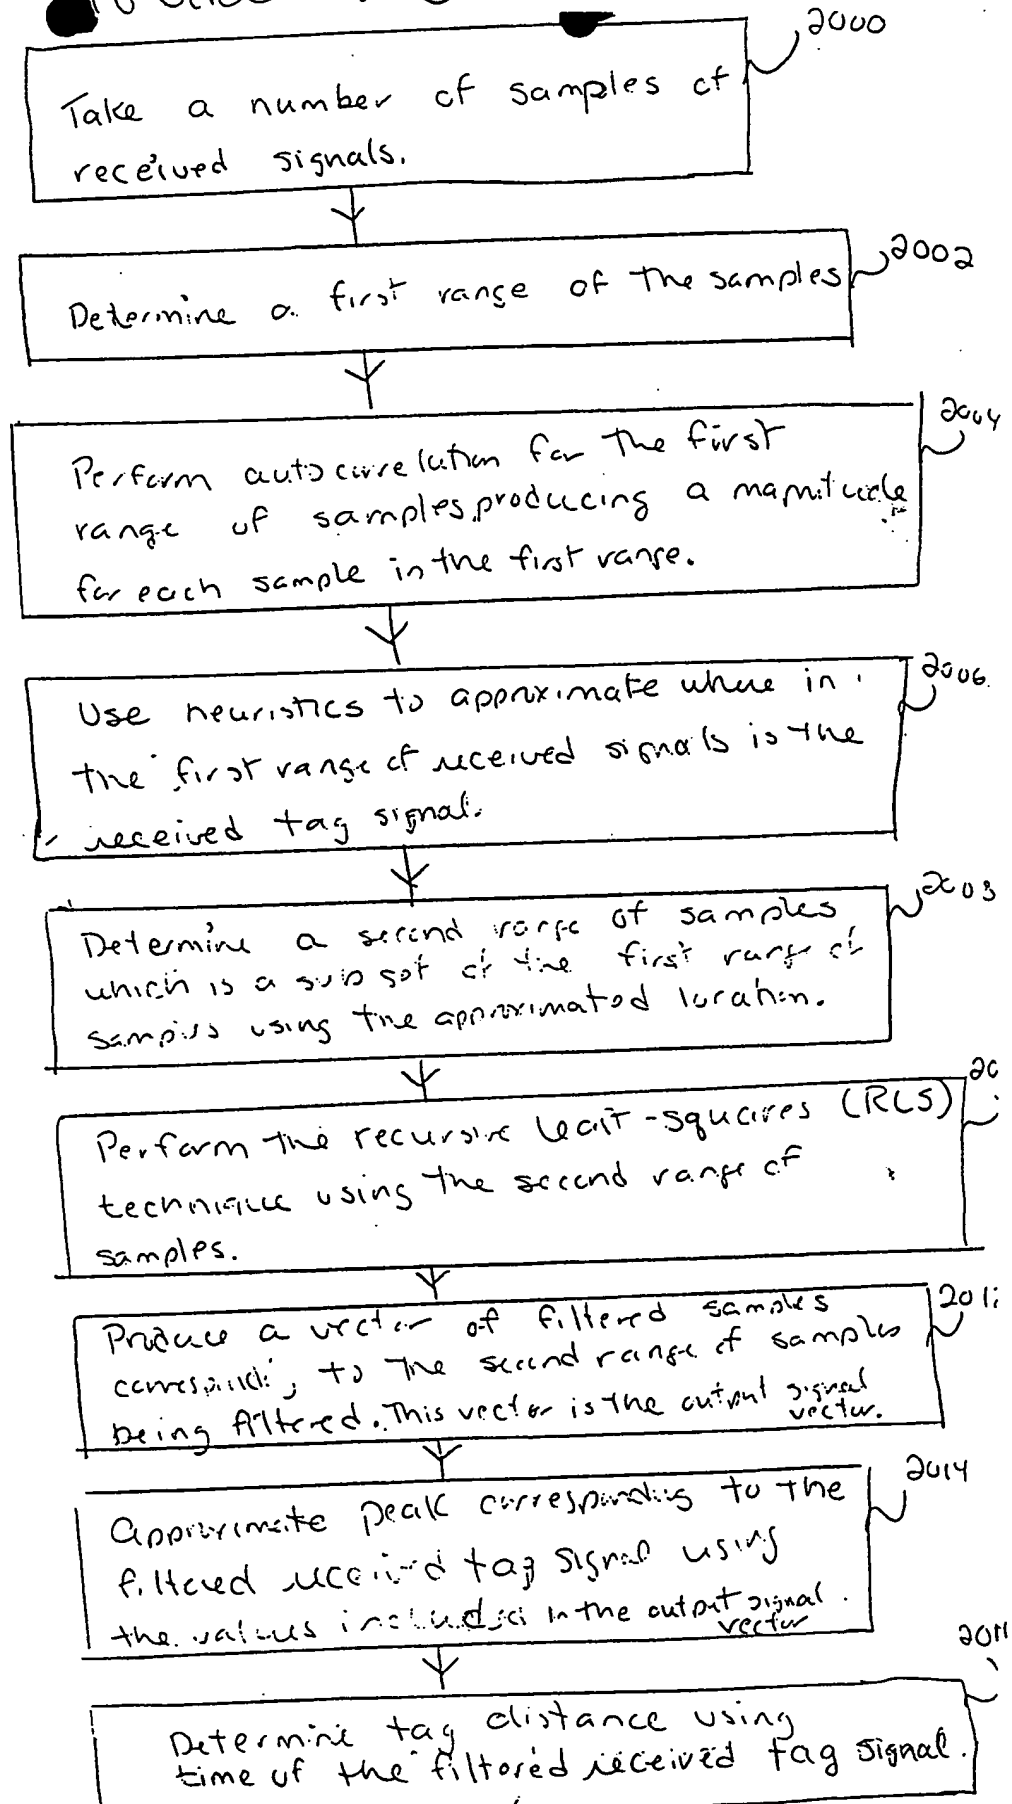 2000
Take a number of samples of
received signals.
2002
Determine a first range of the samples
2004
Perform autocorrelation for the first
range of samples, producing a magnitude
for each sample in the first range.
2006
Use heuristics to approximate where in
the first range of received signals is the
received tag signal.
2008
Determine a second range of samples
which is a subset of the first range of
samples using the approximated location.
20
Perform the recursive least-squares (RLS)
technique using the second range of
samples.
201
Produce a vector of filtered samples
corresponding to the second range of samples
being filtered. This vector is the output signal
vector.
2014
Approximate peak corresponding to the
filtered received tag signal using
the values included in the output signal
vector
201
Determine tag distance using
time of the filtered received tag signal.